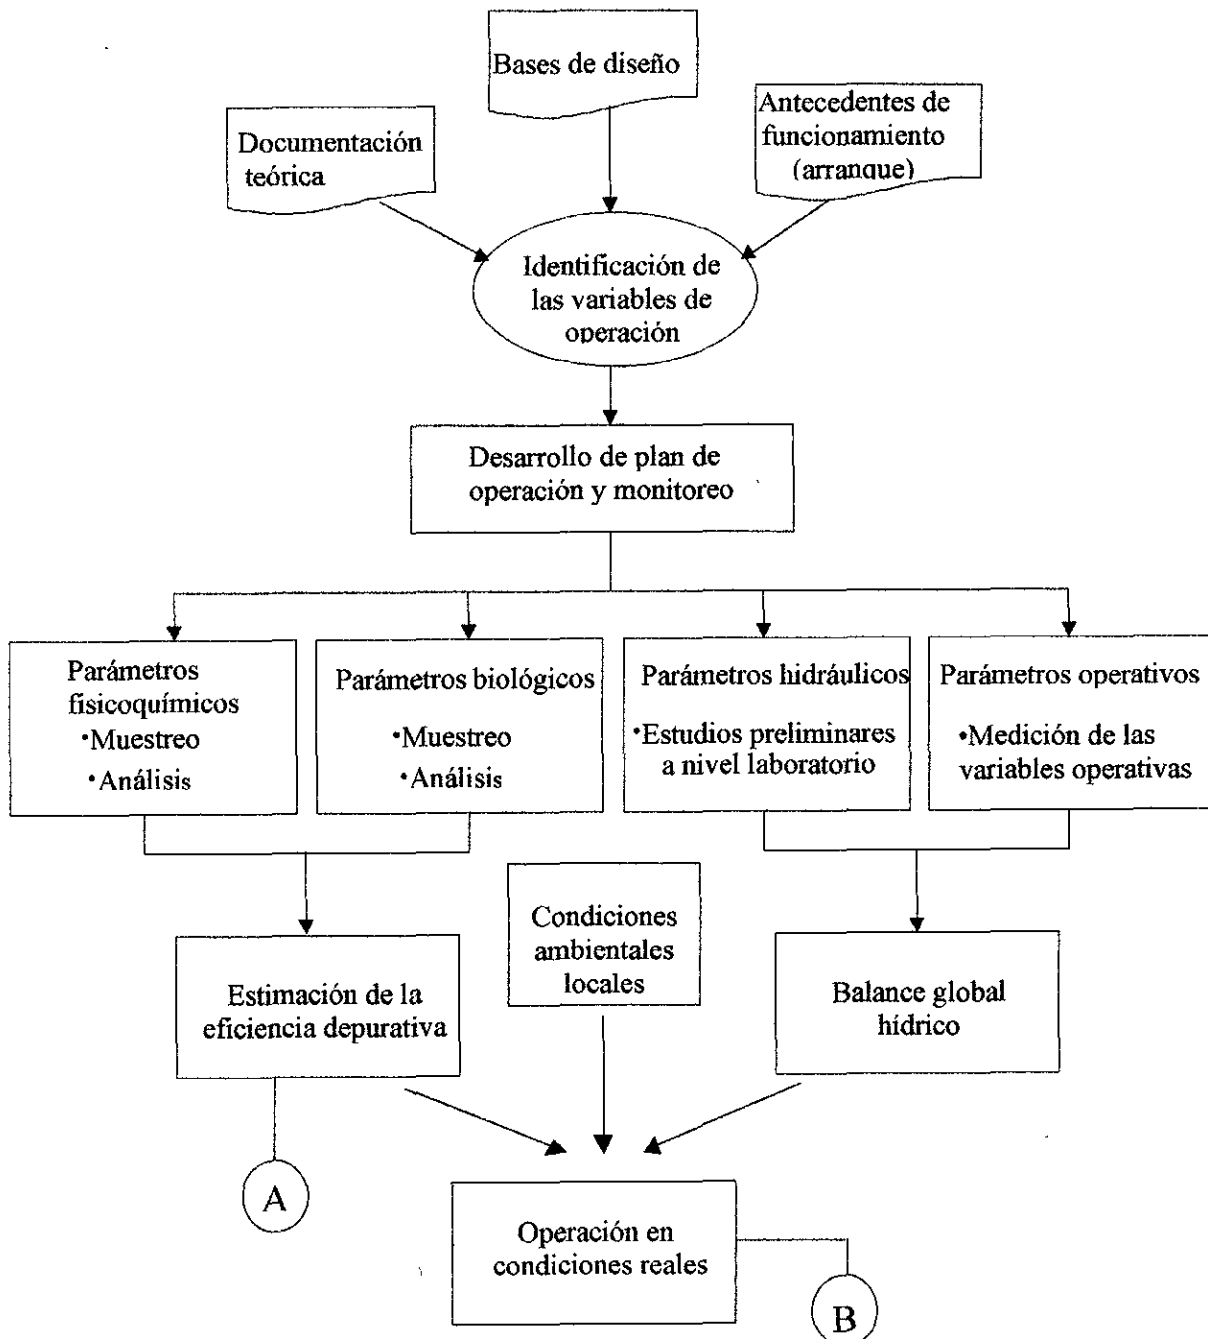 Bases de diseño
Documentación
teórica
Antecedentes de
funcionamiento
(arranque)
Identificación de
las variables de
operación
Desarrollo de plan de
operación y monitoreo
Parámetros
fisicoquímicos
•Muestreo
•Análisis
Parámetros biológicos
•Muestreo
•Análisis
Parámetros hidráulicos
•Estudios preliminares
a nivel laboratorio
Parámetros operativos
•Medición de las
variables operativas
Estimación de la
eficiencia depurativa
Condiciones
ambientales
locales
Balance global
hídrico
A
Operación en
condiciones reales
B